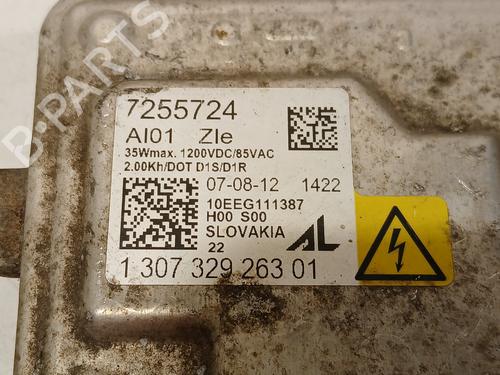 B-PARTS
7255724
AI01 Zle
35Wmax. 1200VDC/85VAC
2.00Kh/DOT D1S/D1R
07-08-12 1422
10EEG111387
H00 S00
SLOVAKIA
22
AL
1 307 329 263 01